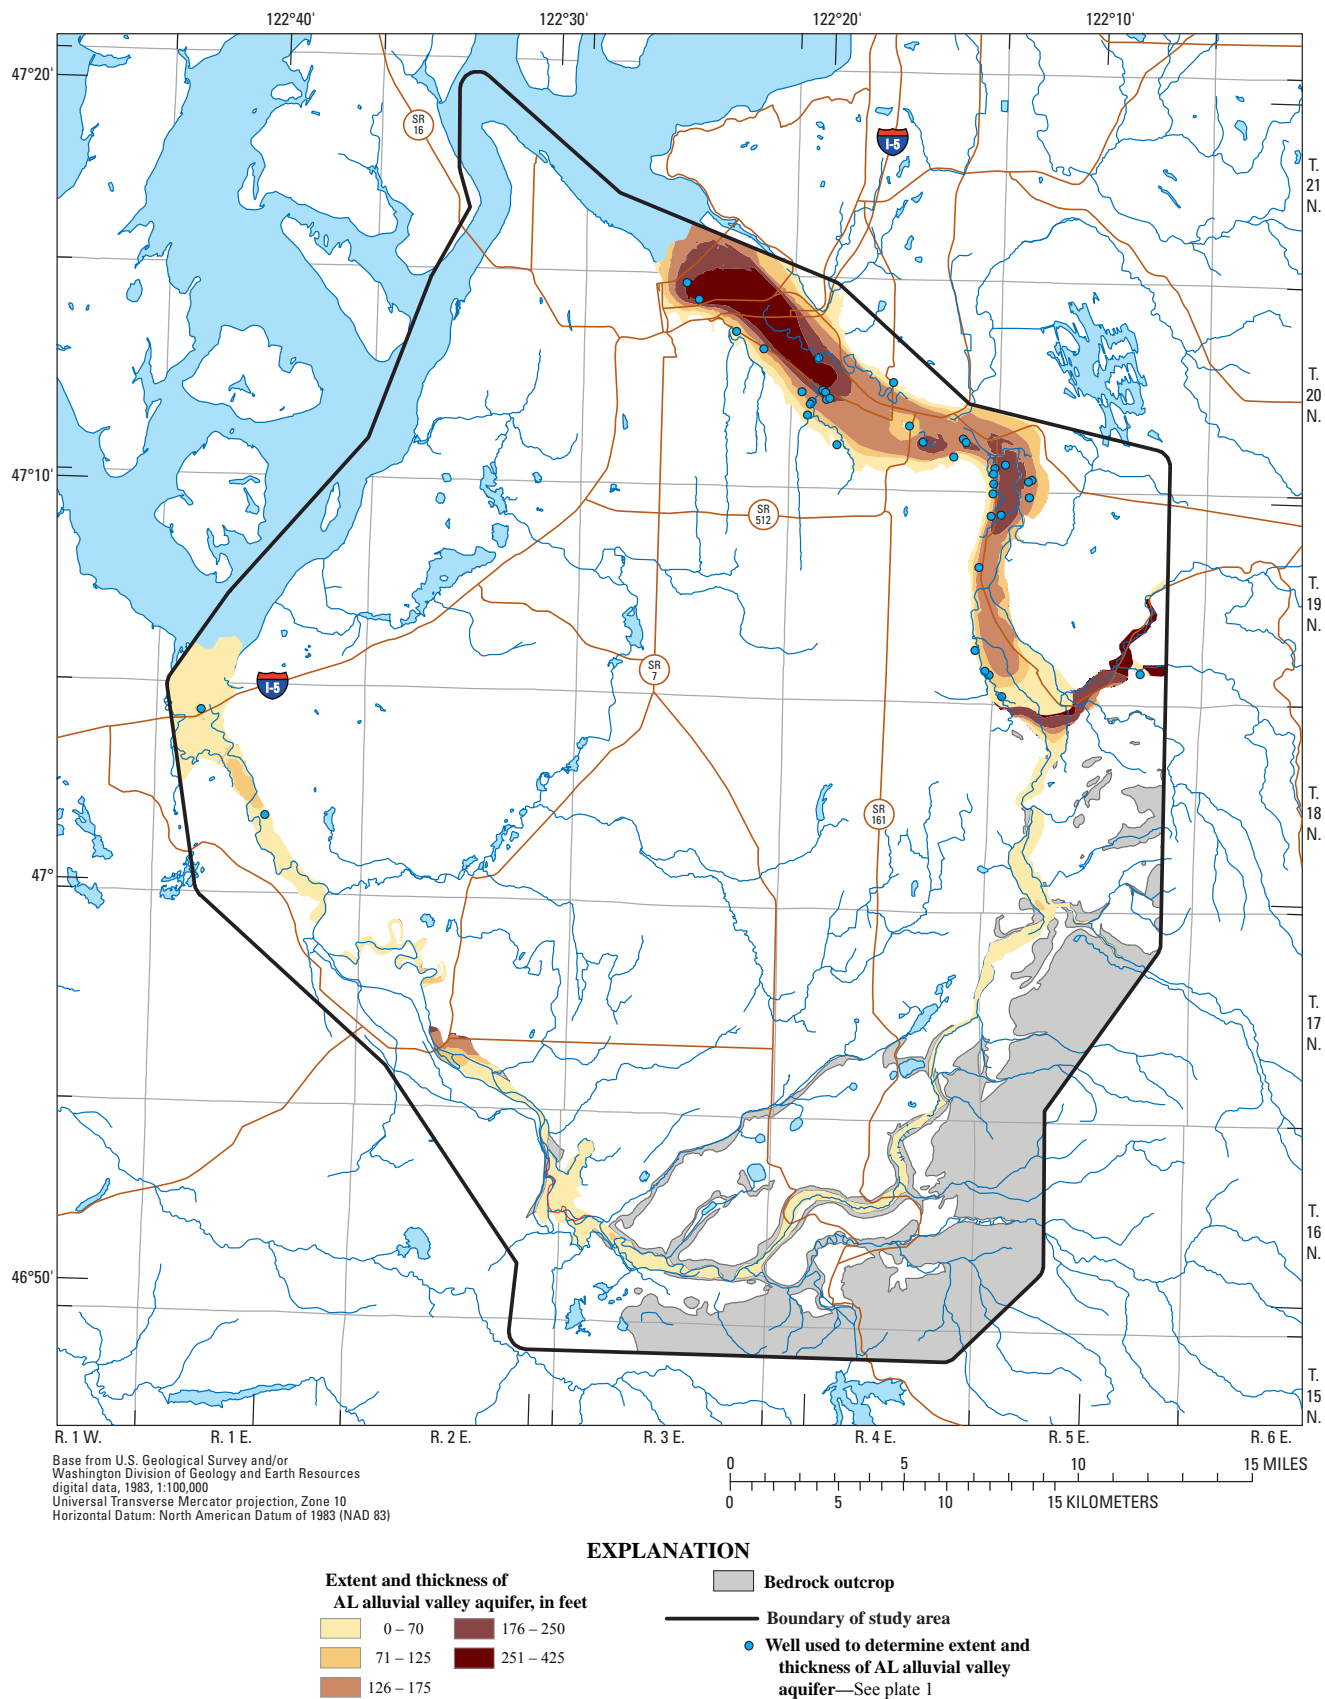 122°40' 122°30' 122°20' 122°10'
47°20'
SR
16
I-5
T.
21
N.
T.
20
N.
47°10'
SR
512
T.
19
N.
SR
7
I-5
SR
161
T.
18
N.
47°
T.
17
N.
T.
16
N.
46°50'
T.
15
N.
R. 1 W. R. 1 E. R. 2 E. R. 3 E. R. 4 E. R. 5 E. R. 6 E.
Base from U.S. Geological Survey and/or
Washington Division of Geology and Earth Resources
digital data, 1983, 1:100,000
Universal Transverse Mercator projection, Zone 10
Horizontal Datum: North American Datum of 1983 (NAD 83)
0 5 10 15 MILES
0 5 10 15 KILOMETERS
EXPLANATION
Extent and thickness of
AL alluvial valley aquifer, in feet
0 – 70
71 – 125
126 – 175
176 – 250
251 – 425
Bedrock outcrop
Boundary of study area
Well used to determine extent and
thickness of AL alluvial valley
aquifer—See plate 1